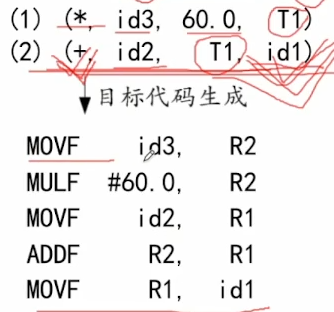 (1) (*, id3, 60.0, T1)
(2) (+, id2, T1, id1)
目标代码生成
MOVF id3, R2
MULF #60.0, R2
MOVF id2, R1
ADDF R2, R1
MOVF R1, id1